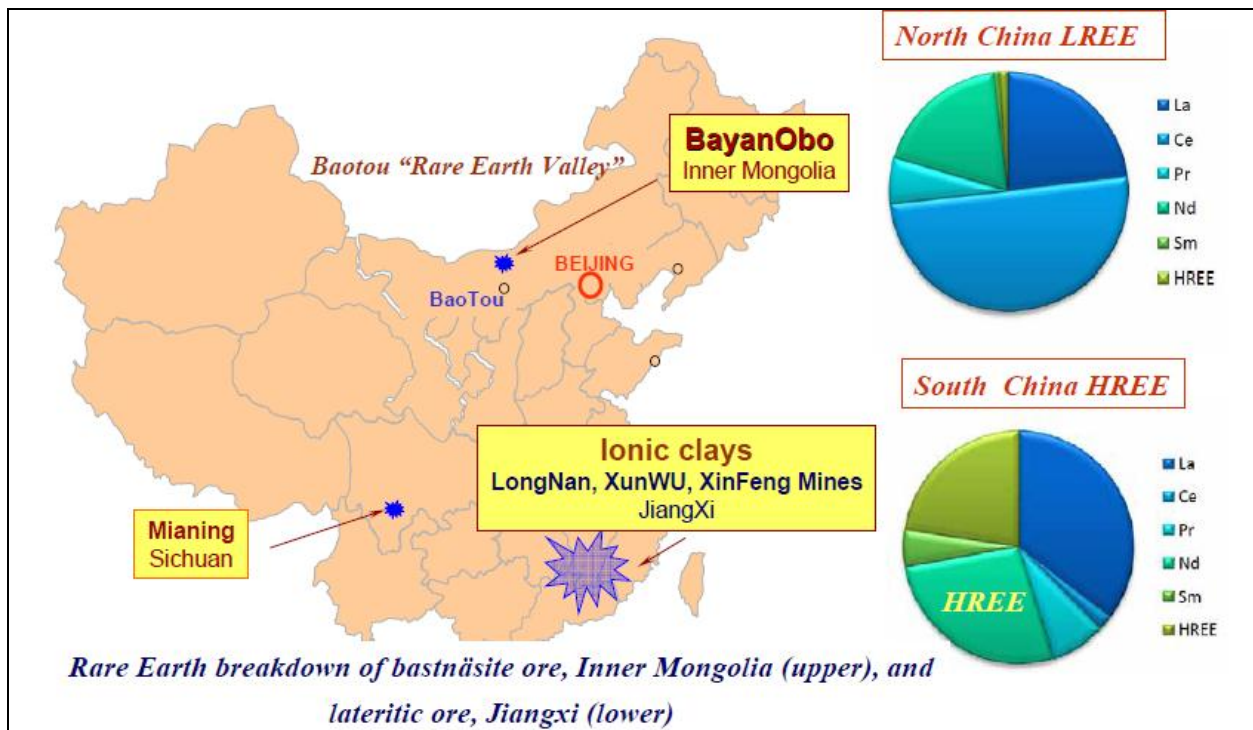 North China LREE
La
Ce
Pr
Nd
Sm
HREE
BayanObo
Inner Mongolia
Baotou “Rare Earth Valley”
BEIJING
BaoTou
South China HREE
La
Ce
Pr
Nd
Sm
HREE
HREE
Ionic clays
LongNan, XunWU, XinFeng Mines
JiangXi
Mianing
Sichuan
Rare Earth breakdown of bastnäsite ore, Inner Mongolia (upper), and
lateritic ore, Jiangxi (lower)